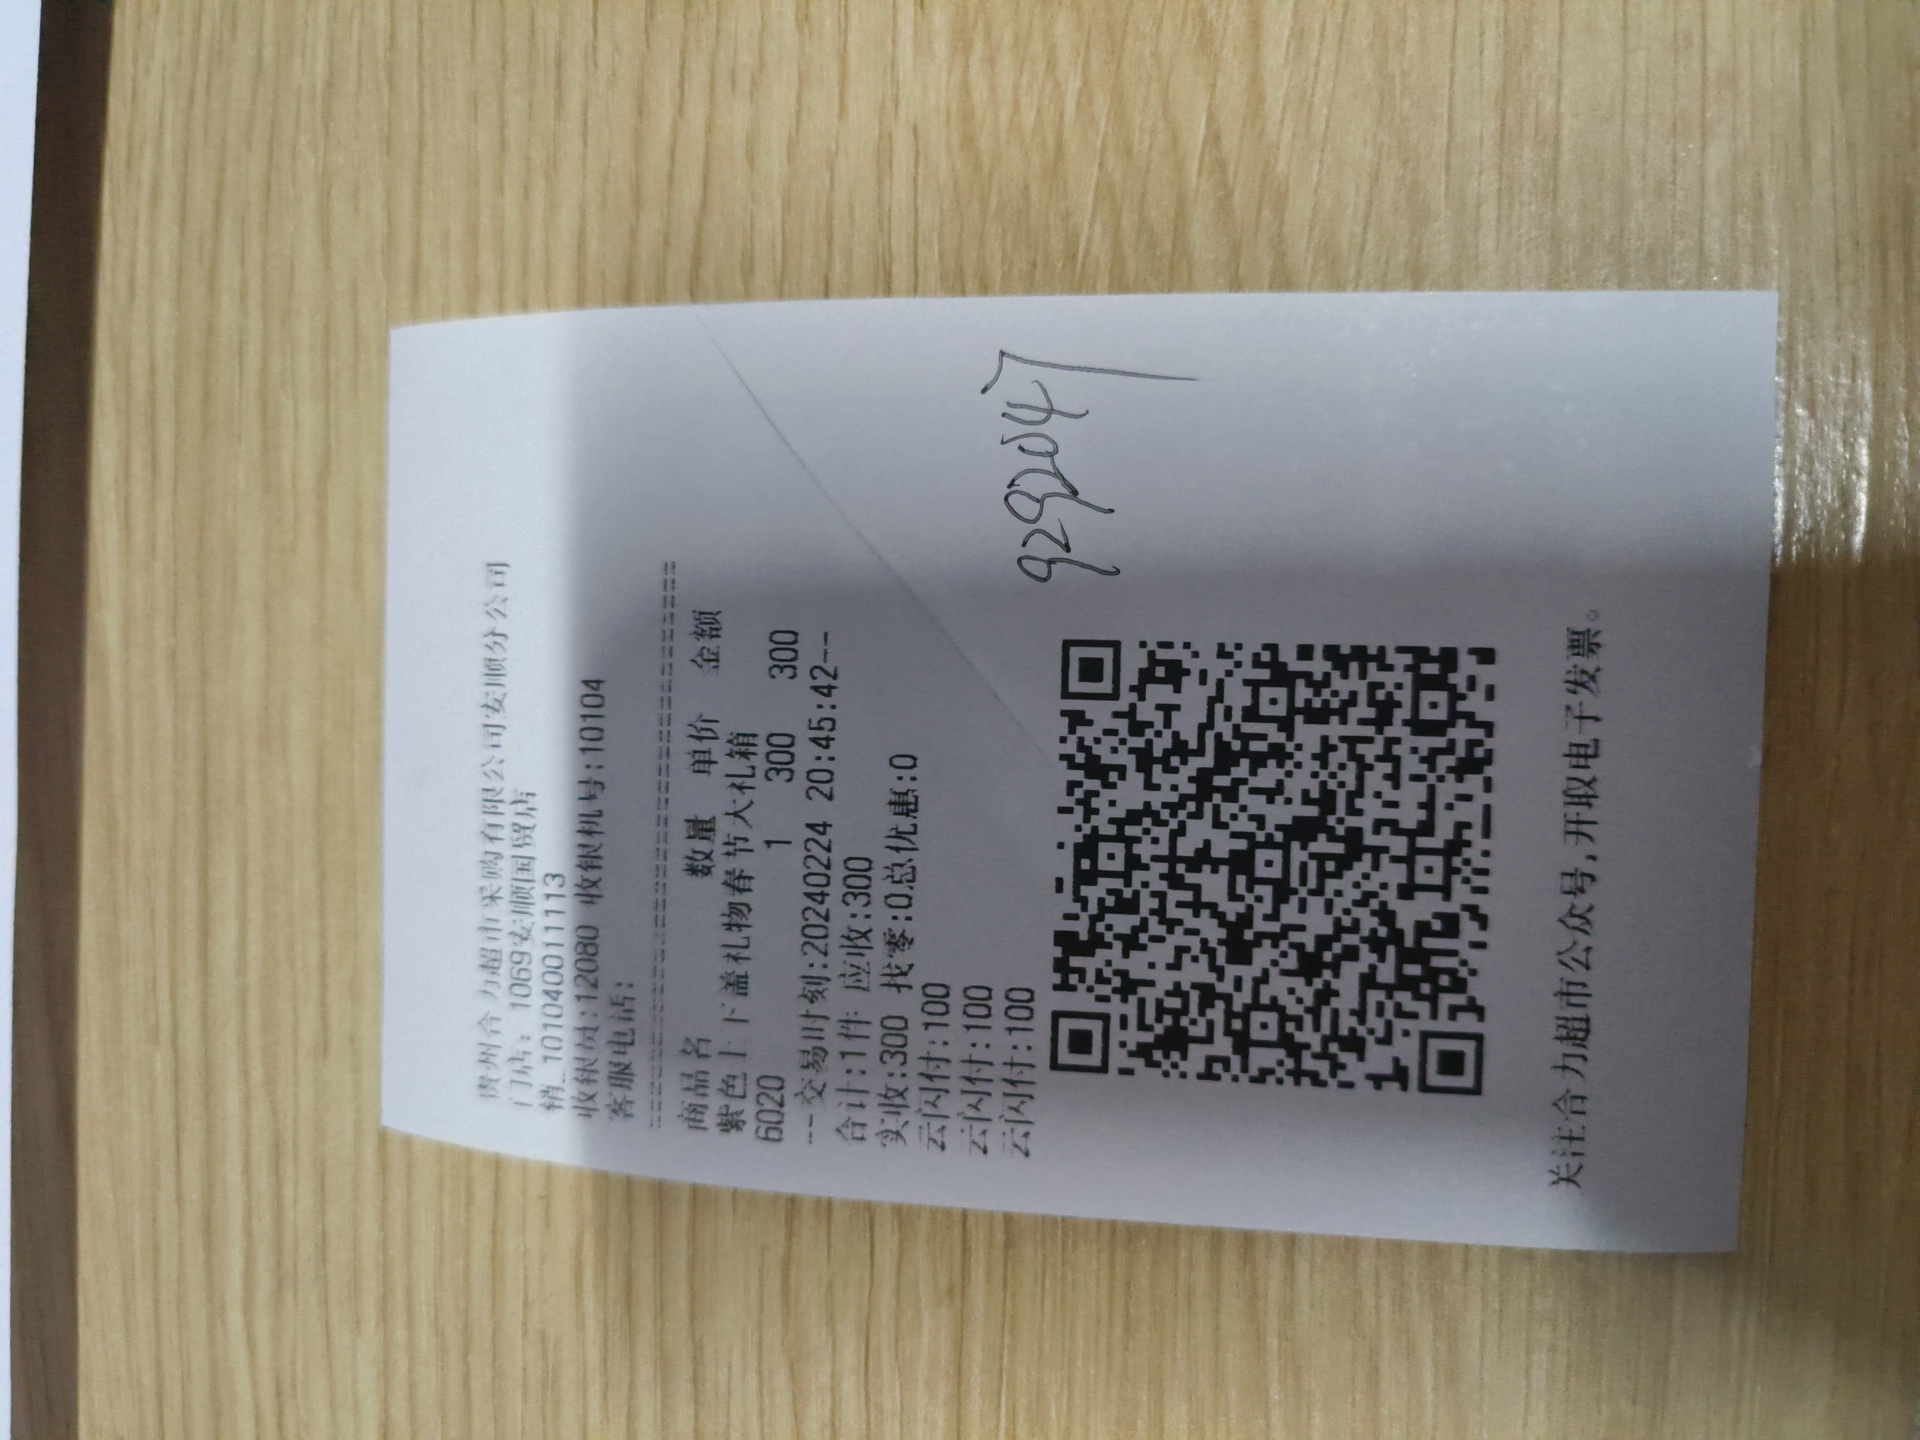 贵州合力超市采购有限公司安顺分公司
门店: 1069安顺国贸店
销_101040011113
收银员:12080 收银机号:10104
客服电话:
商品名 数量 单价 金额
紫色上下盖礼物春节大礼箱
6020 1 300 300
---交易时刻:20240224 20:45:42---
合计:1件 应收:300
实收:300 找零:0总优惠:0
云闪付:100
云闪付:100
云闪付:100
9292047
关注合力超市公众号,开取电子发票。